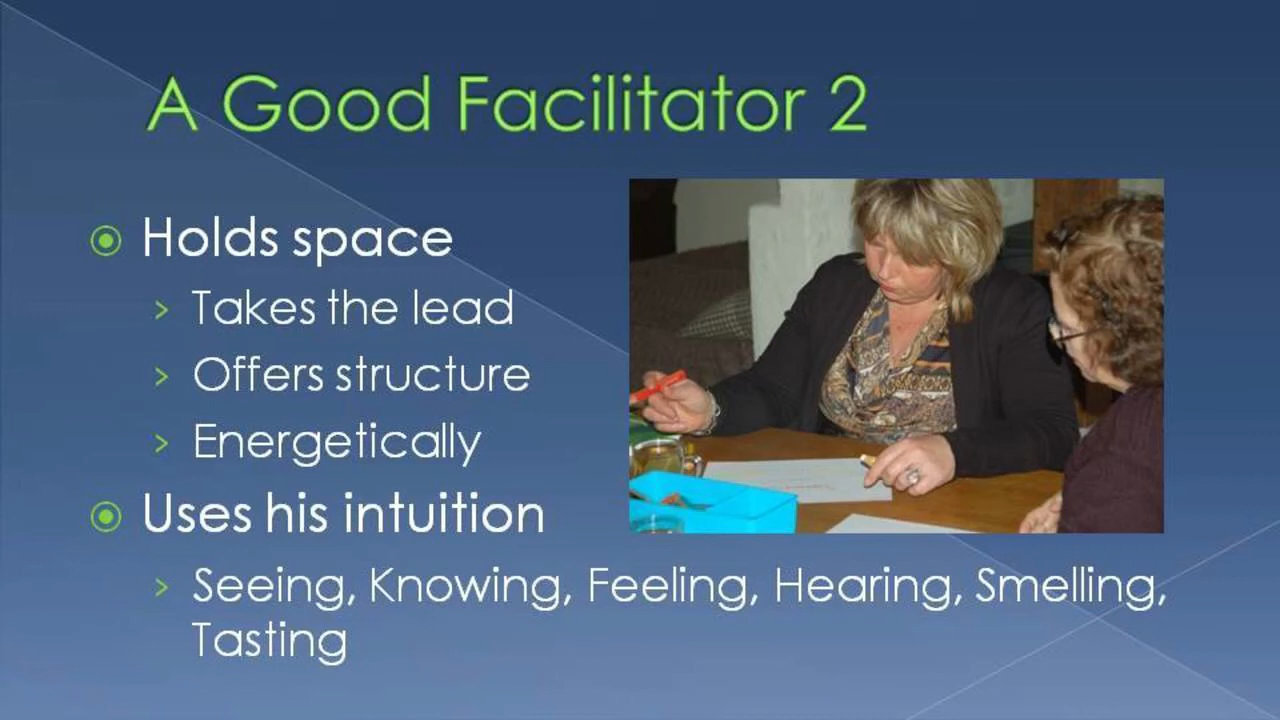 A Good Facilitator 2
Holds space
Takes the lead
Offers structure
Energetically
Uses his intuition
Seeing, Knowing, Feeling, Hearing, Smelling,
Tasting